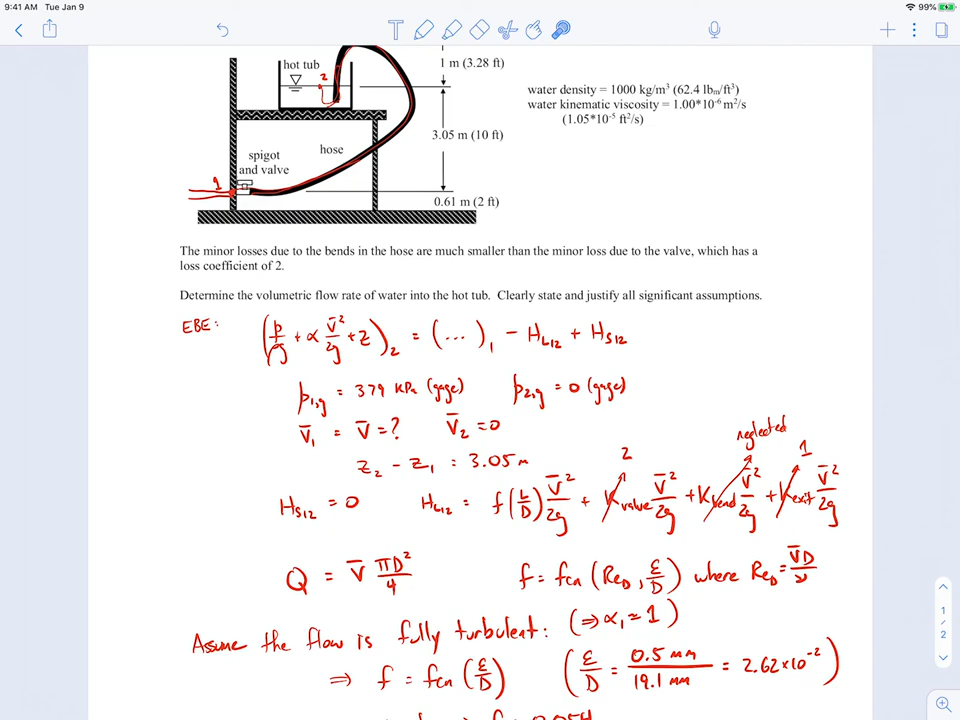 9:41 AM Tue Jan 9
99%
hot tub
2
1 m (3.28 ft)
water density = 1000 kg/m³ (62.4 lbₘ/ft³)
water kinematic viscosity = 1.00*10⁻⁶ m²/s
(1.05*10⁻⁵ ft²/s)
3.05 m (10 ft)
hose
spigot
and valve
1
0.61 m (2 ft)
The minor losses due to the bends in the hose are much smaller than the minor loss due to the valve, which has a
loss coefficient of 2.
Determine the volumetric flow rate of water into the hot tub. Clearly state and justify all significant assumptions.
EBE: (p/ρg + α V̄²/2g + z)₂ = (...)₁ - H_L12 + H_S12
p₁,g = 379 kPa (gage) p₂,g = 0 (gage)
V̄₁ = V̄ = ? V̄₂ = 0
neglected
z₂ - z₁ = 3.05 m
2 1
H_S12 = 0 H_L12 = f (L/D) V̄²/2g + K_valve V̄²/2g + K_bend V̄²/2g + K_exit V̄²/2g
Q = V̄ πD²/4 f = fcn (Re_D, ε/D) where Re_D = V̄D/ν
Assume the flow is fully turbulent: (⇒ α₁ ≈ 1)
⇒ f = fcn (ε/D) (ε/D = 0.5 mm/19.1 mm = 2.62×10⁻²)
1
/
2